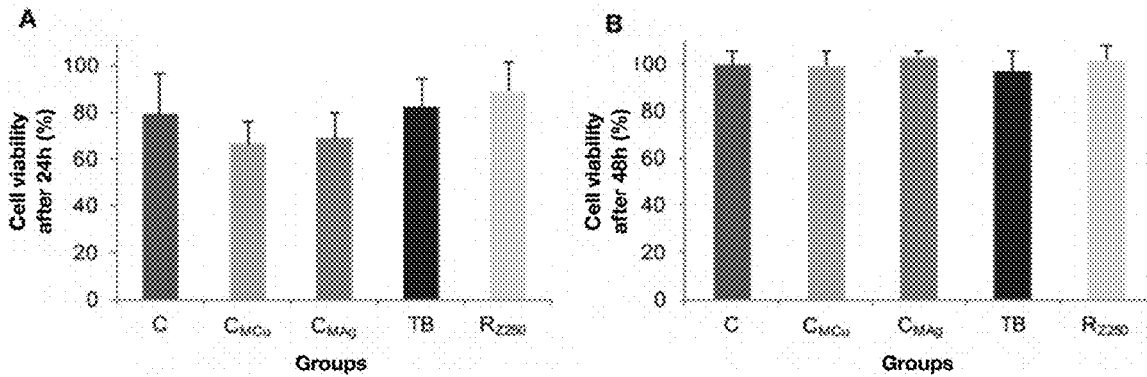 A
Cell viability
after 24h (%)
100
80
60
40
20
0
C
CMCu
CMAg
TB
RZ250
Groups
B
Cell viability
after 48h (%)
100
80
60
40
20
0
C
CMCu
CMAg
TB
RZ250
Groups